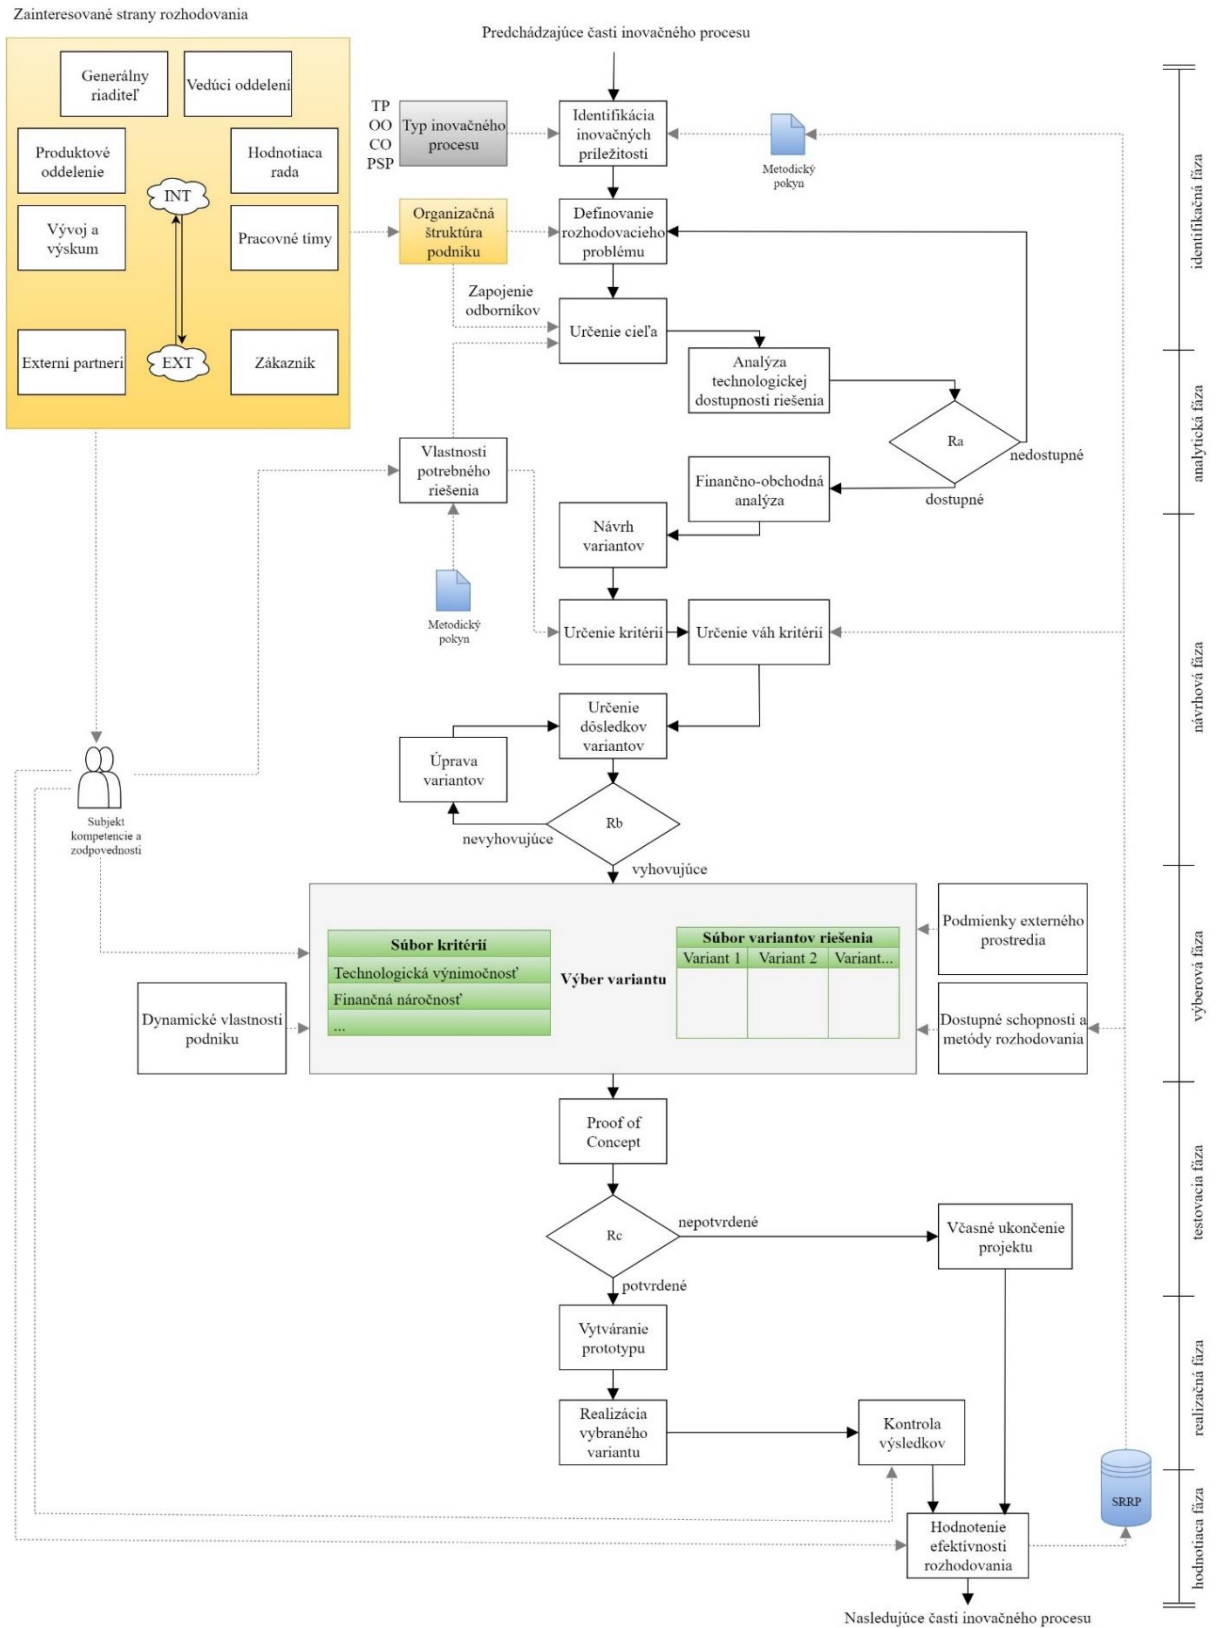 Zainteresované strany rozhodovania
Generálny
riaditeľ
Vedúci oddelení
Produktové
oddelenie
Hodnotiaca
rada
INT
Vývoj a
výskum
Pracovné tímy
Externí partneri
EXT
Zákazník
Predchádzajúce časti inovačného procesu
TP
OO
CO
PSP
Typ inovačného
procesu
Identifikácia
inovačných
príležitostí
Metodický
pokyn
Organizačná
štruktúra
podniku
Definovanie
rozhodovacieho
problému
Zapojenie
odborníkov
Určenie cieľa
Analýza
technologickej
dostupnosti riešenia
Ra
nedostupné
dostupné
Vlastnosti
potrebného
riešenia
Finančno-obchodná
analýza
Návrh
variantov
Metodický
pokyn
Určenie kritérií
Určenie váh kritérií
Určenie
dôsledkov
variantov
Úprava
variantov
Rb
nevyhovujúce
vyhovujúce
Subjekt
kompetencie a
zodpovednosti
Súbor kritérií
Technologická výnimočnosť
Finančná náročnosť
...
Výber variantu
Súbor variantov riešenia
Variant 1
Variant 2
Variant...
Podmienky externého
prostredia
Dynamické vlastnosti
podniku
Dostupné schopnosti a
metódy rozhodovania
Proof of
Concept
Rc
nepotvrdené
potvrdené
Včasné ukončenie
projektu
Vytváranie
prototypu
Realizácia
vybraného
variantu
Kontrola
výsledkov
SRRP
Hodnotenie
efektívnosti
rozhodovania
Nasledujúce časti inovačného procesu
identifikačná fáza
analytická fáza
návrhová fáza
výberová fáza
testovacia fáza
realizačná fáza
hodnotiaca fáza